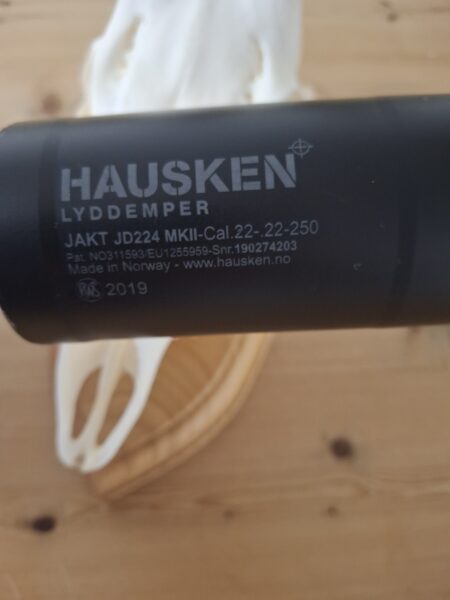 HAUSKEN
LYDDEMPER
JAKT JD224 MKII-Cal.22-.22-250
Pat. NO311593/EU1255959-Snr.190274203
Made in Norway - www.hausken.no
2019